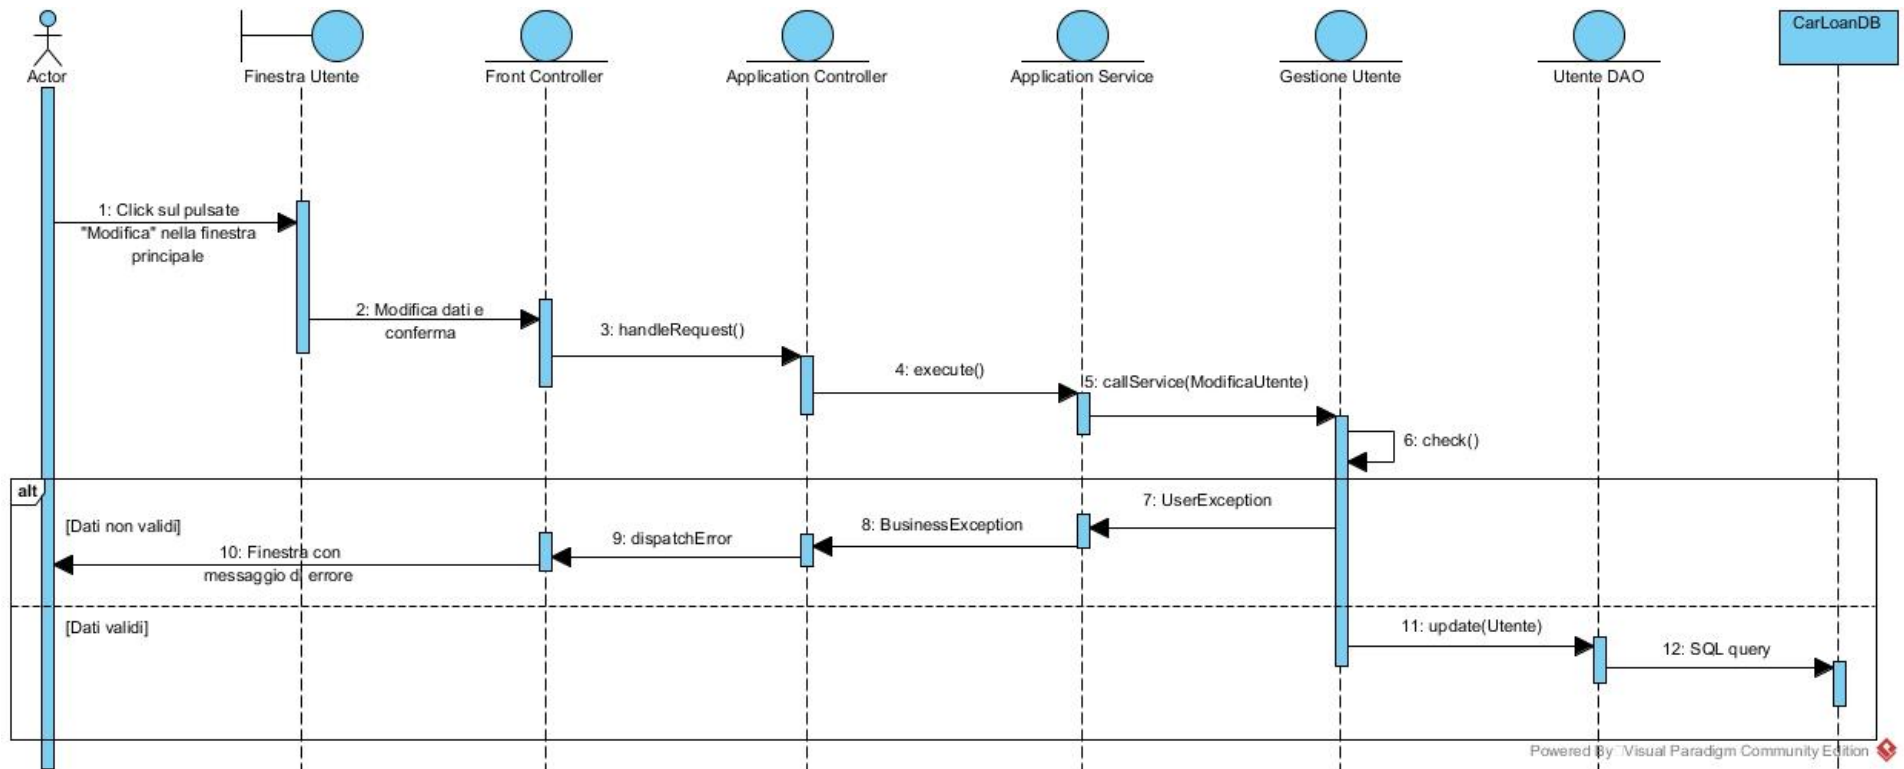 Actor
Finestra Utente
Front Controller
Application Controller
Application Service
Gestione Utente
Utente DAO
CarLoanDB
1: Click sul pulsate
"Modifica" nella finestra
principale
2: Modifica dati e
conferma
3: handleRequest()
4: execute()
5: callService(ModificaUtente)
6: check()
alt
[Dati non validi]
7: UserException
8: BusinessException
9: dispatchError
10: Finestra con
messaggio di errore
[Dati validi]
11: update(Utente)
12: SQL query
Powered By Visual Paradigm Community Edition